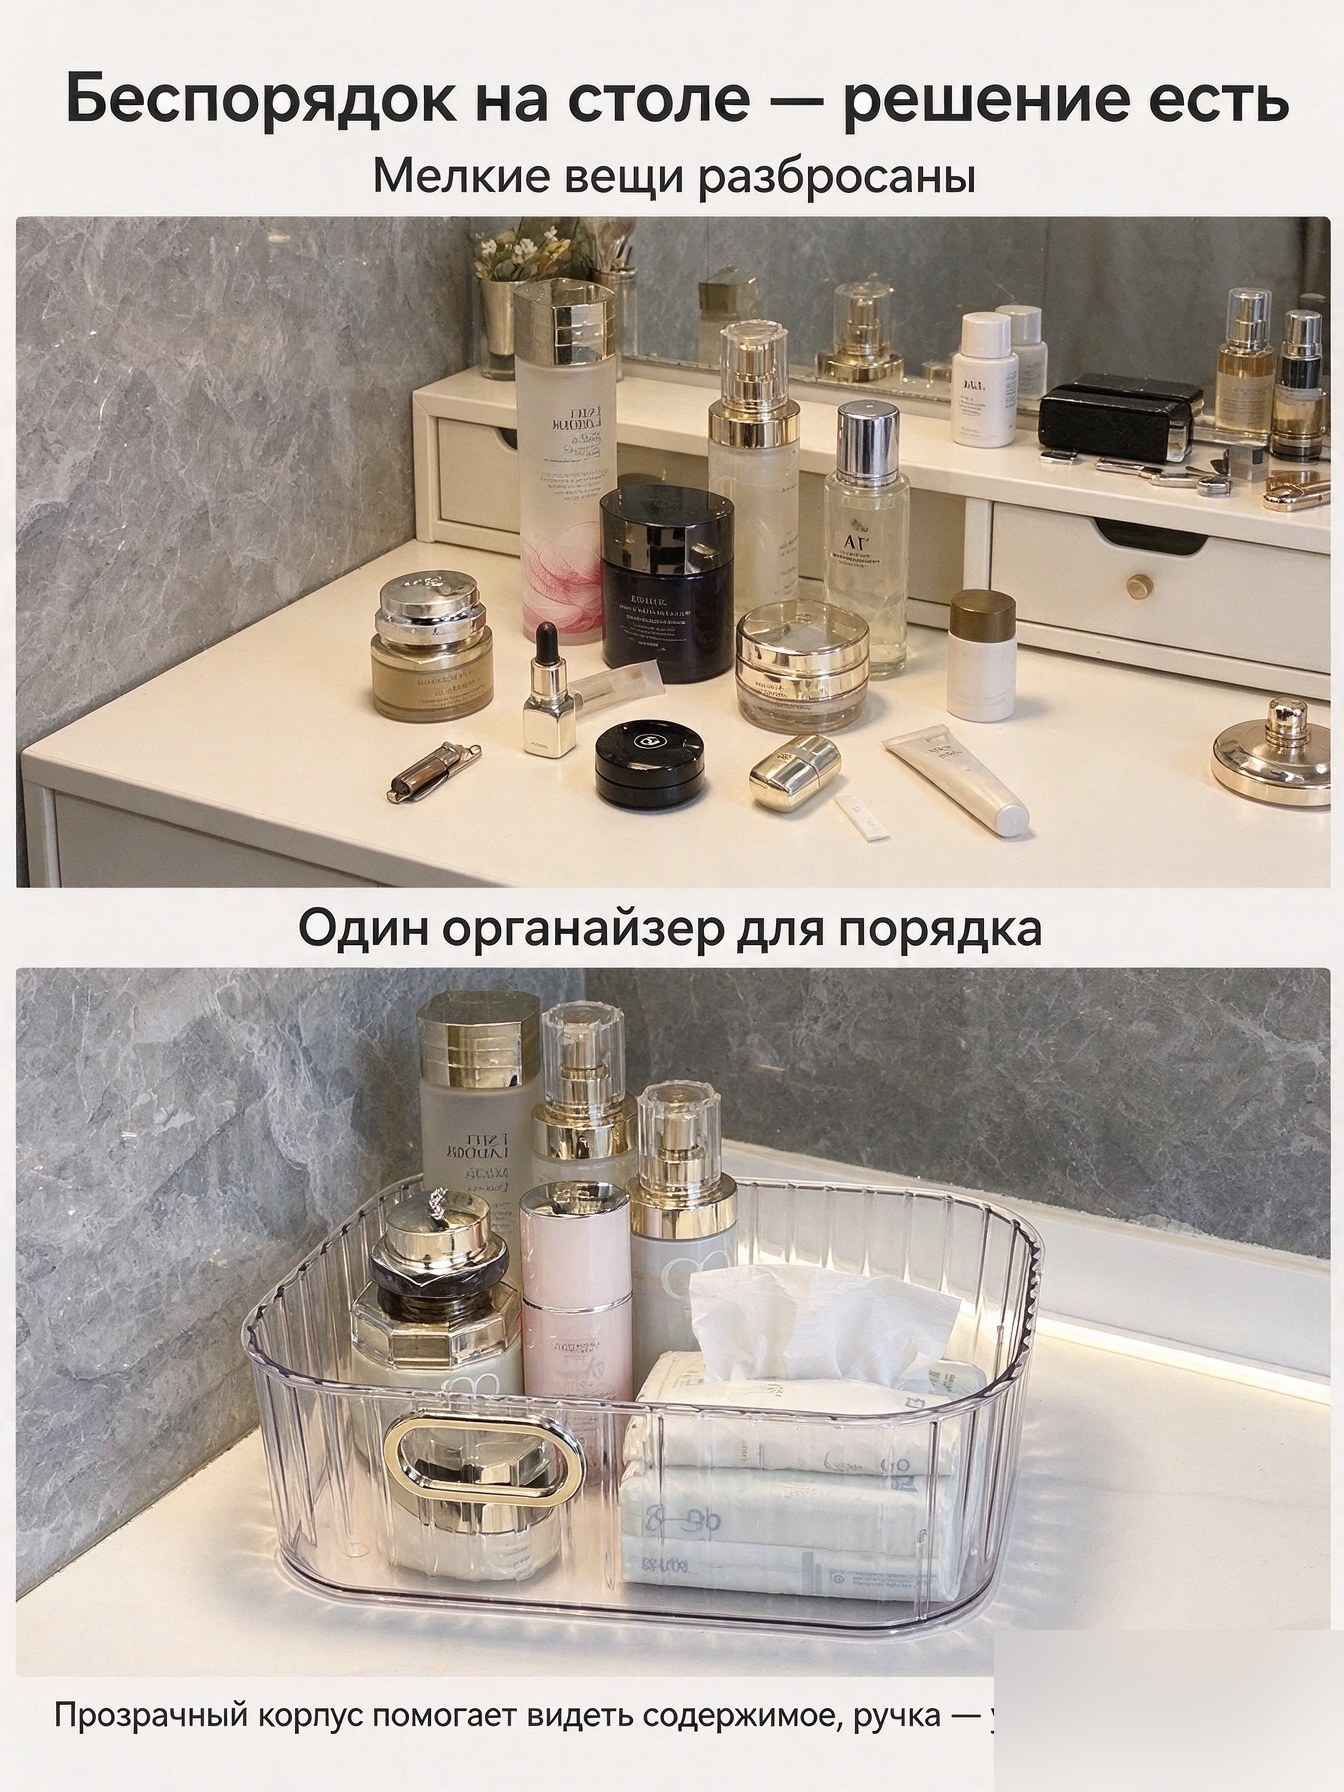 Беспорядок на столе — решение есть
Мелкие вещи разбросаны
Один органайзер для порядка
Прозрачный корпус помогает видеть содержимое, ручка —